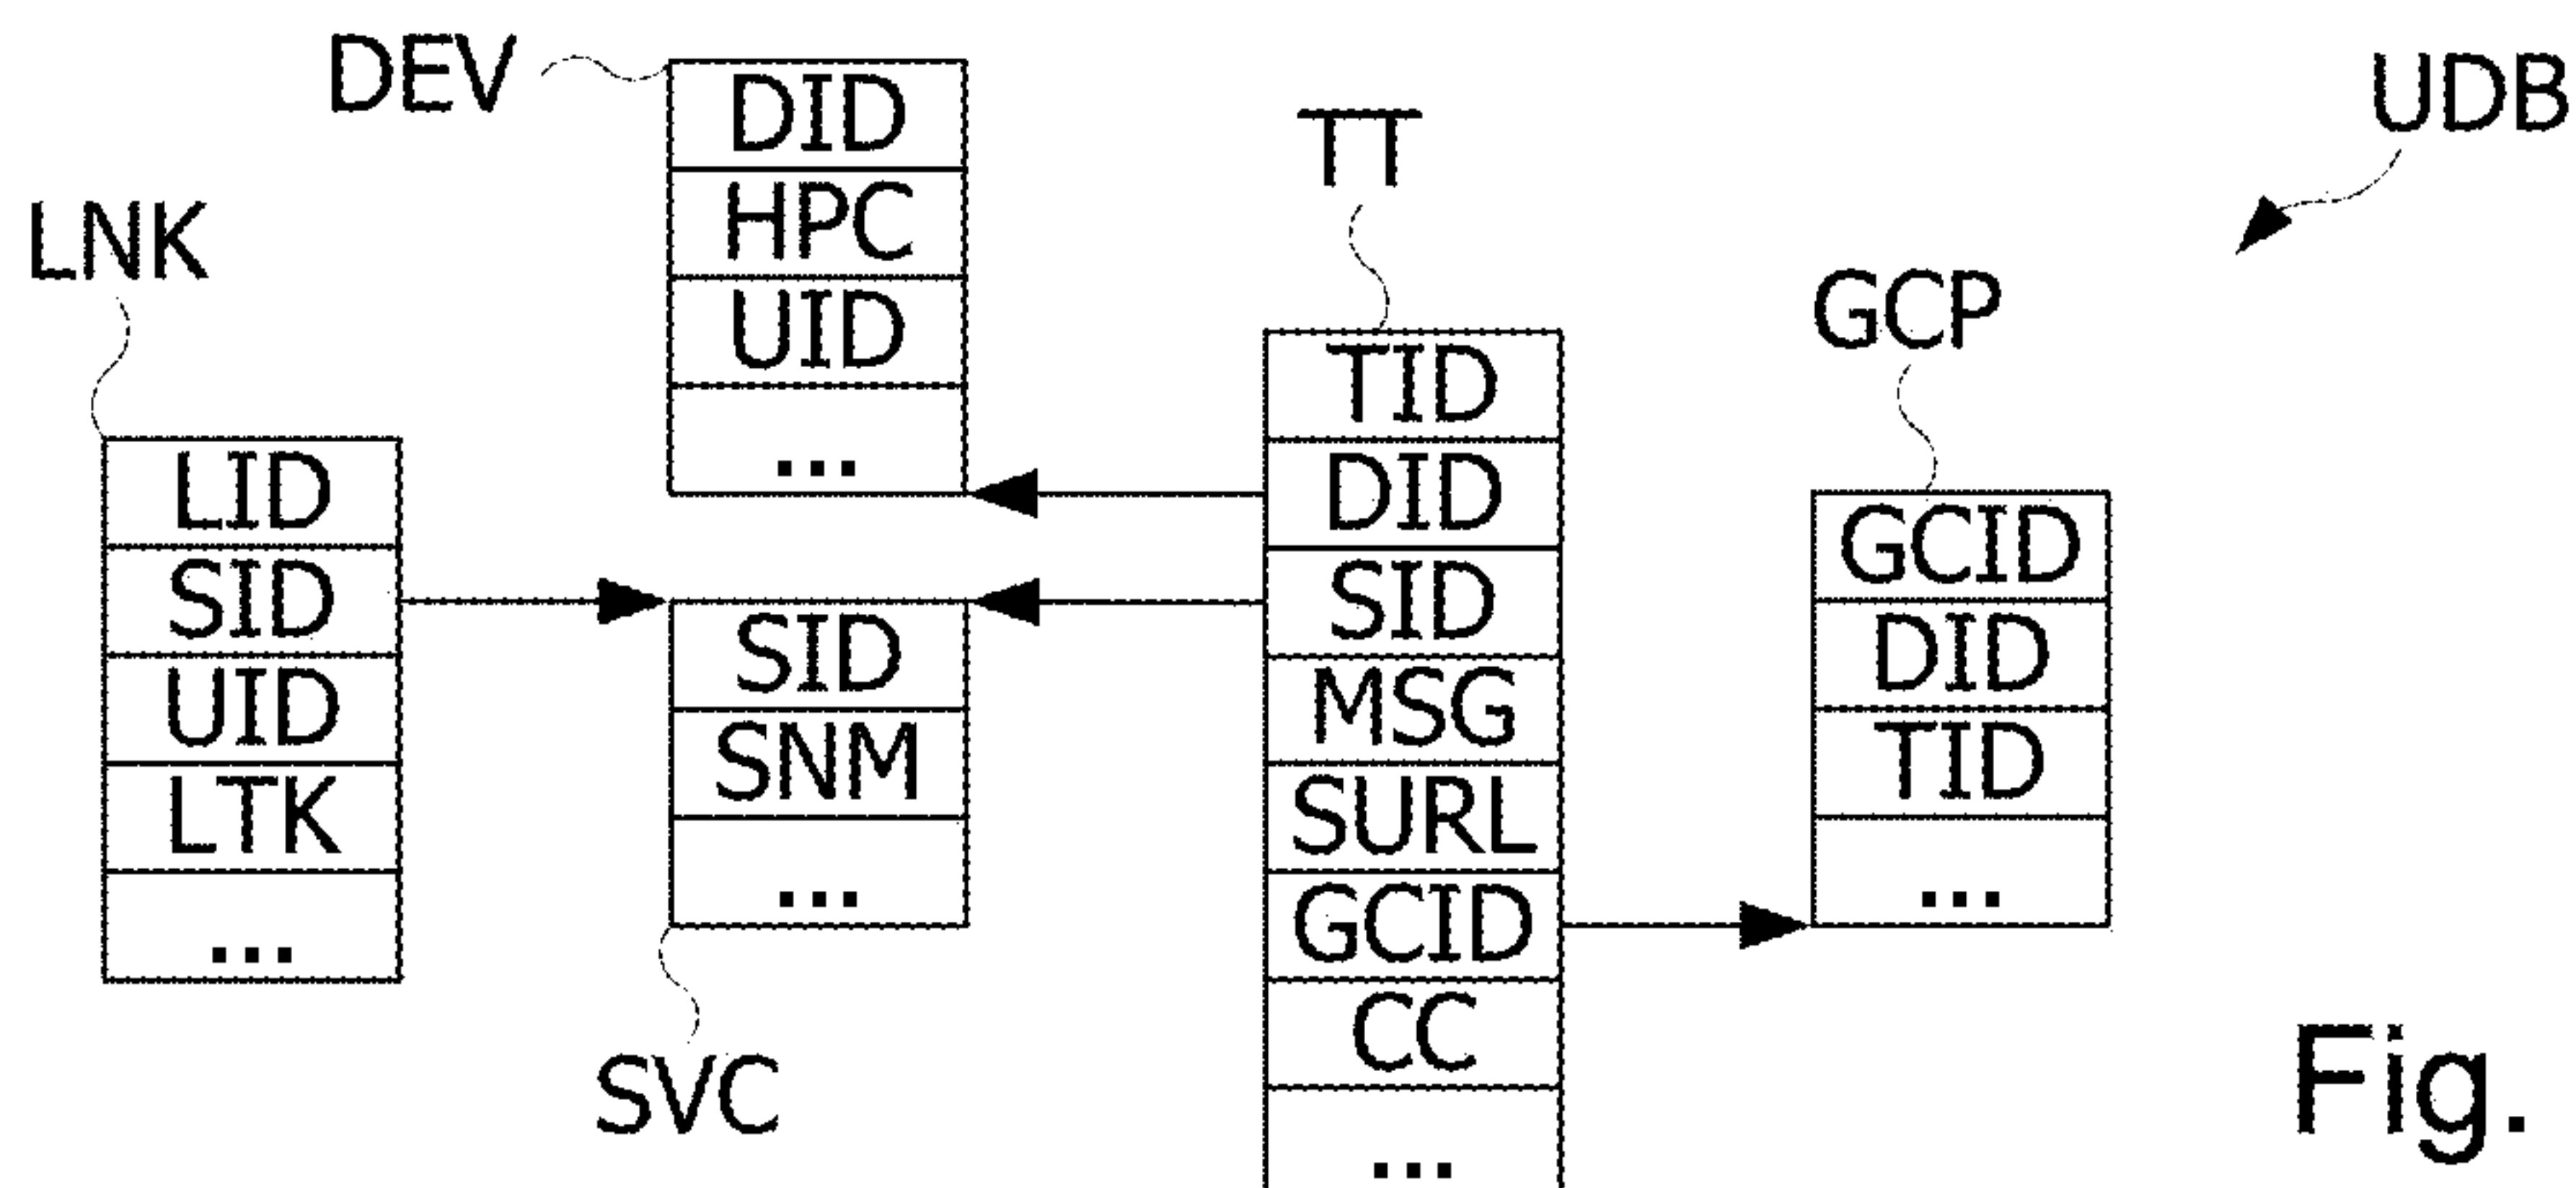 DEV
DID
HPC
UID
...
LNK
LID
SID
UID
LTK
...
SID
SNM
...
SVC
TT
TID
DID
SID
MSG
SURL
GCID
CC
...
GCP
GCID
DID
TID
...
UDB
Fig.